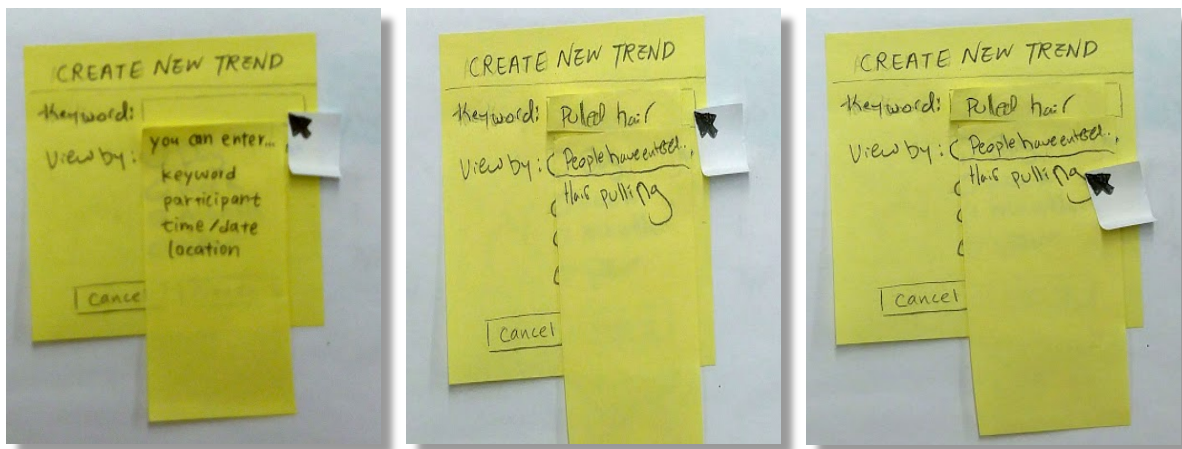 CREATE NEW TREND
Keyword:
you can enter...
View by:
keyword
participant
time/date
location
Cancel
CREATE NEW TREND
Keyword: Pulled hair
View by: People have entered...
Hair pulling
Cancel
CREATE NEW TREND
Keyword: Pulled hair
View by: People have entered...
Hair pulling
Cancel